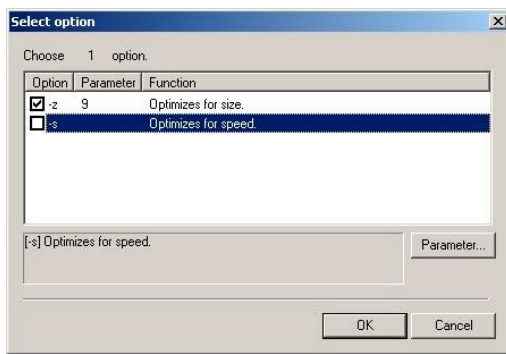 Select option
Choose 1 option.
Option Parameter Function
-z 9 Optimizes for size.
-s Optimizes for speed.
[-s] Optimizes for speed.
Parameter...
OK Cancel